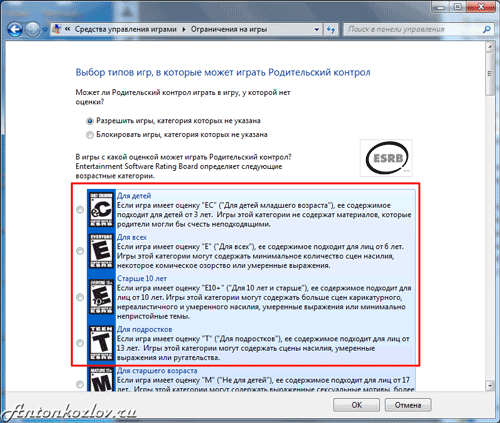 Средства управления играми ▸ Ограничения на игры
Поиск в панели управления
Выбор типов игр, в которые может играть Родительский контроль
Может ли Родительский контроль играть в игру, у которой нет
оценки?
Разрешить игры, категория которых не указана
Блокировать игры, категория которых не указана
В игры с какой оценкой может играть Родительский контроль?
Entertainment Software Rating Board определяет следующие
возрастные категории.
ESRB
Для детей
Если игра имеет оценку "EC" ("Для детей младшего возраста"), ее содержимое
подходит для детей от 3 лет. Игры этой категории не содержат материалов, которые
родители могли бы счесть неподходящими.
eC
Для всех
Если игра имеет оценку "E" ("Для всех"), ее содержимое подходит для лиц от 6 лет.
Игры этой категории могут содержать минимальное количество сцен насилия,
некоторое комическое озорство или умеренные выражения.
EVERYONE
E
Старше 10 лет
Если игра имеет оценку "E10+" ("Для 10 лет и старше"), ее содержимое подходит для
лиц от 10 лет. Игры этой категории могут содержать больше сцен карикатурного,
нереалистичного и умеренного насилия, умеренные выражения или минимально
непристойные темы.
E
Для подростков
Если игра имеет оценку "T" ("Для подростков"), ее содержимое подходит для лиц от
13 лет. Игры этой категории могут содержать сцены насилия, умеренные
выражения или ругательства.
TEEN
T
Для старшего возраста
Если игра имеет оценку "M" ("Не для детей"), ее содержимое подходит для лиц от 17
лет. Игры этой категории могут содержать выраженные сексуальные мотивы, более
M
OK
Отмена
Antonkozlov.ru